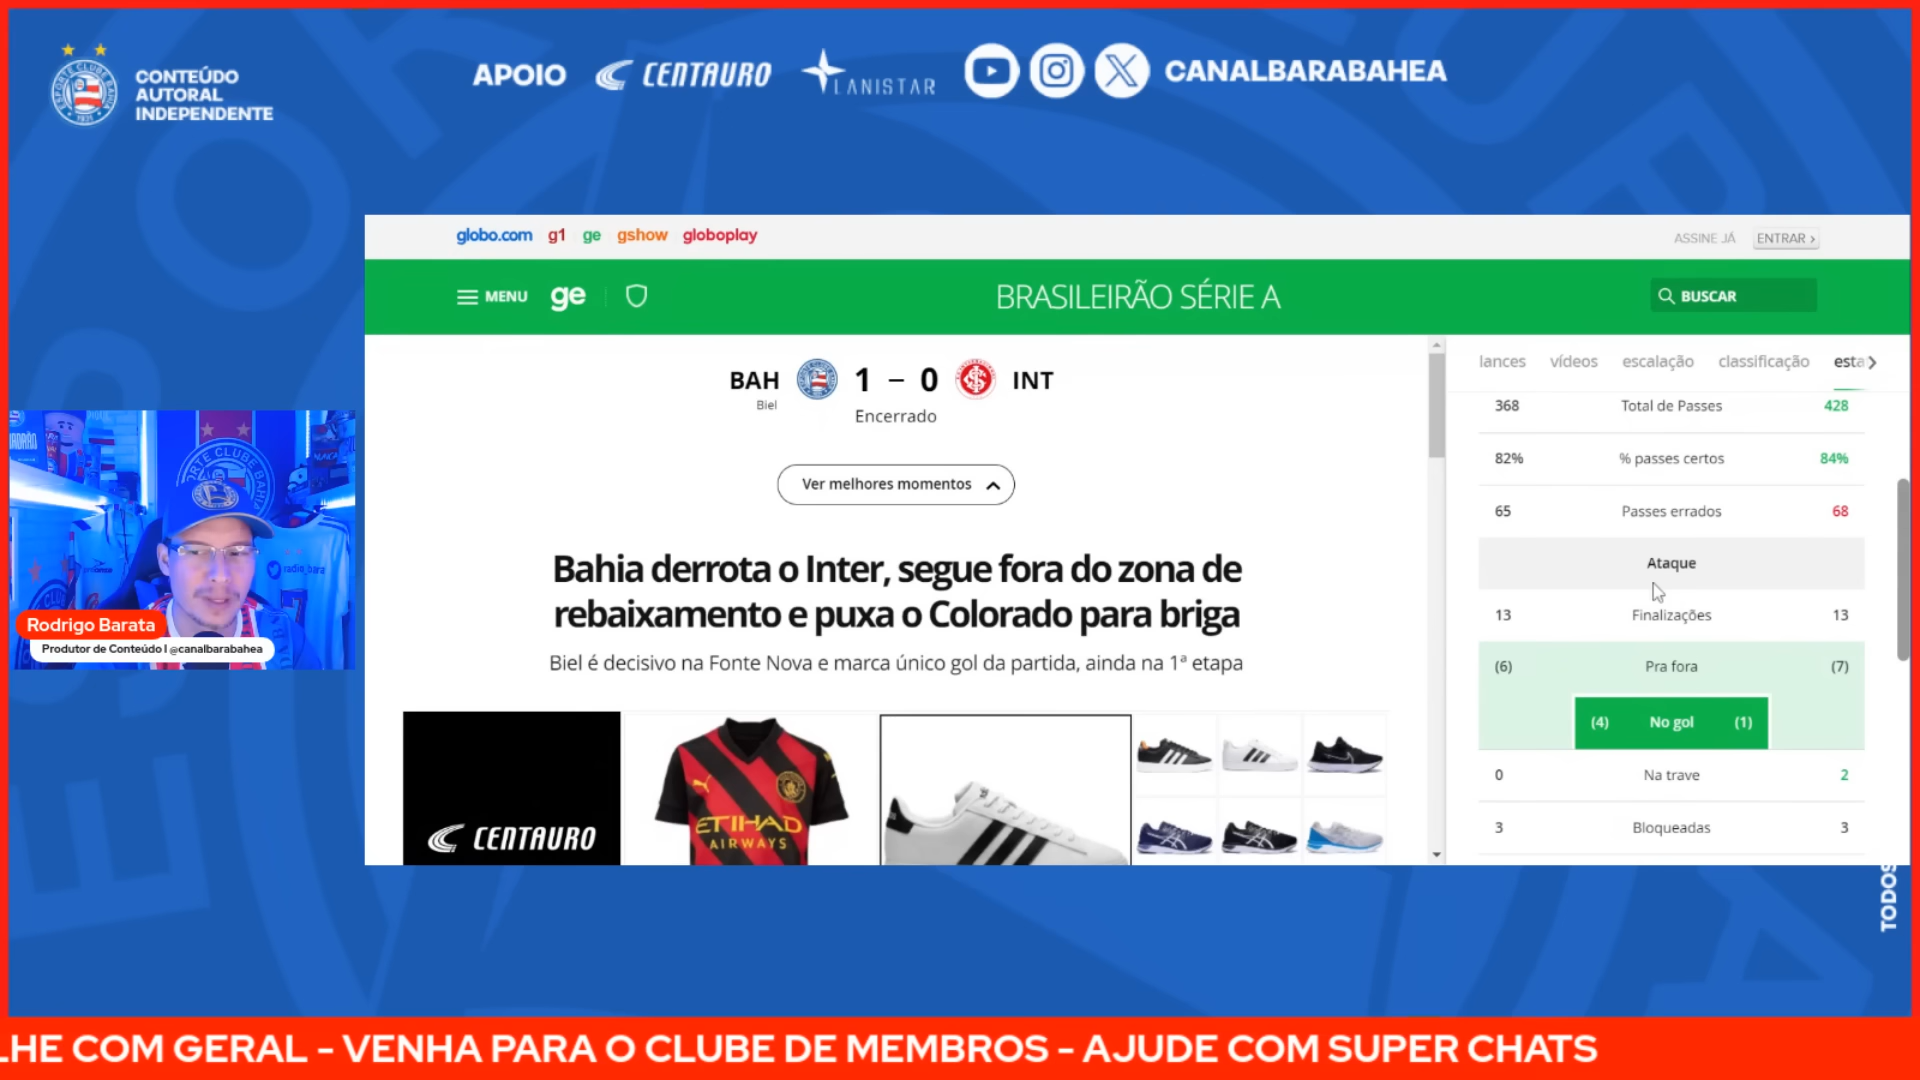 CONTEÚDO
AUTORAL
INDEPENDENTE
APOIO CENTAURO LANISTAR CANALBARABAHEA
globo.com g1 ge gshow globoplay
ASSINE JÁ ENTRAR ›
MENU ge
BRASILEIRÃO SÉRIE A
BUSCAR
BAH 1 – 0 INT
Biel
Encerrado
Ver melhores momentos
Bahia derrota o Inter, segue fora do zona de
rebaixamento e puxa o Colorado para briga
Biel é decisivo na Fonte Nova e marca único gol da partida, ainda na 1ª etapa
CENTAURO
ETIHAD
AIRWAYS
lances vídeos escalação classificação esta
368 Total de Passes 428
82% % passes certos 84%
65 Passes errados 68
Ataque
13 Finalizações 13
(6) Pra fora (7)
(4) No gol (1)
0 Na trave 2
3 Bloqueadas 3
radio_bara
Rodrigo Barata
Produtor de Conteúdo | @canalbarabahea
TODOS
LHE COM GERAL - VENHA PARA O CLUBE DE MEMBROS - AJUDE COM SUPER CHATS